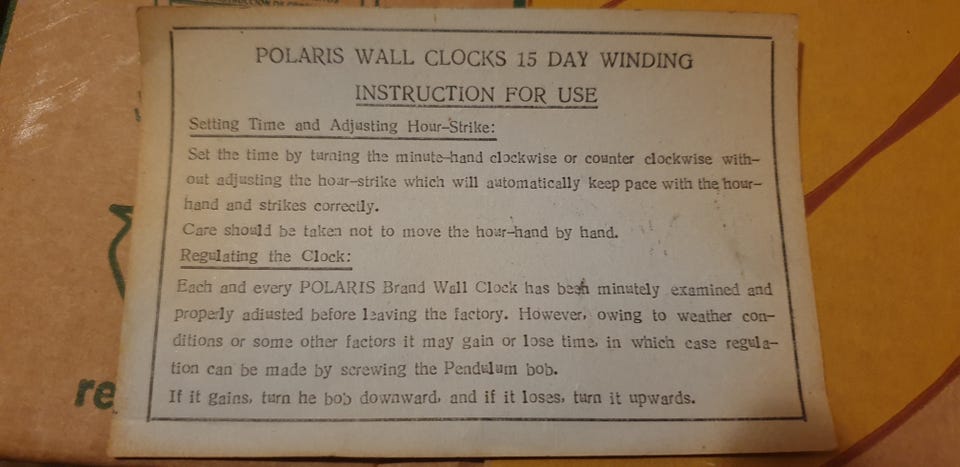 POLARIS WALL CLOCKS 15 DAY WINDING
INSTRUCTION FOR USE
Setting Time and Adjusting Hour-Strike:
Set the time by turning the minute-hand clockwise or counter clockwise with-
out adjusting the hour-strike which will automatically keep pace with the hour-
hand and strikes correctly.
Care should be taken not to move the hour-hand by hand.
Regulating the Clock:
Each and every POLARIS Brand Wall Clock has been minutely examined and
properly adjusted before leaving the factory. However, owing to weather con-
ditions or some other factors it may gain or lose time, in which case regula-
tion can be made by screwing the Pendulum bob.
If it gains, turn he bob downward, and if it loses, turn it upwards.
re